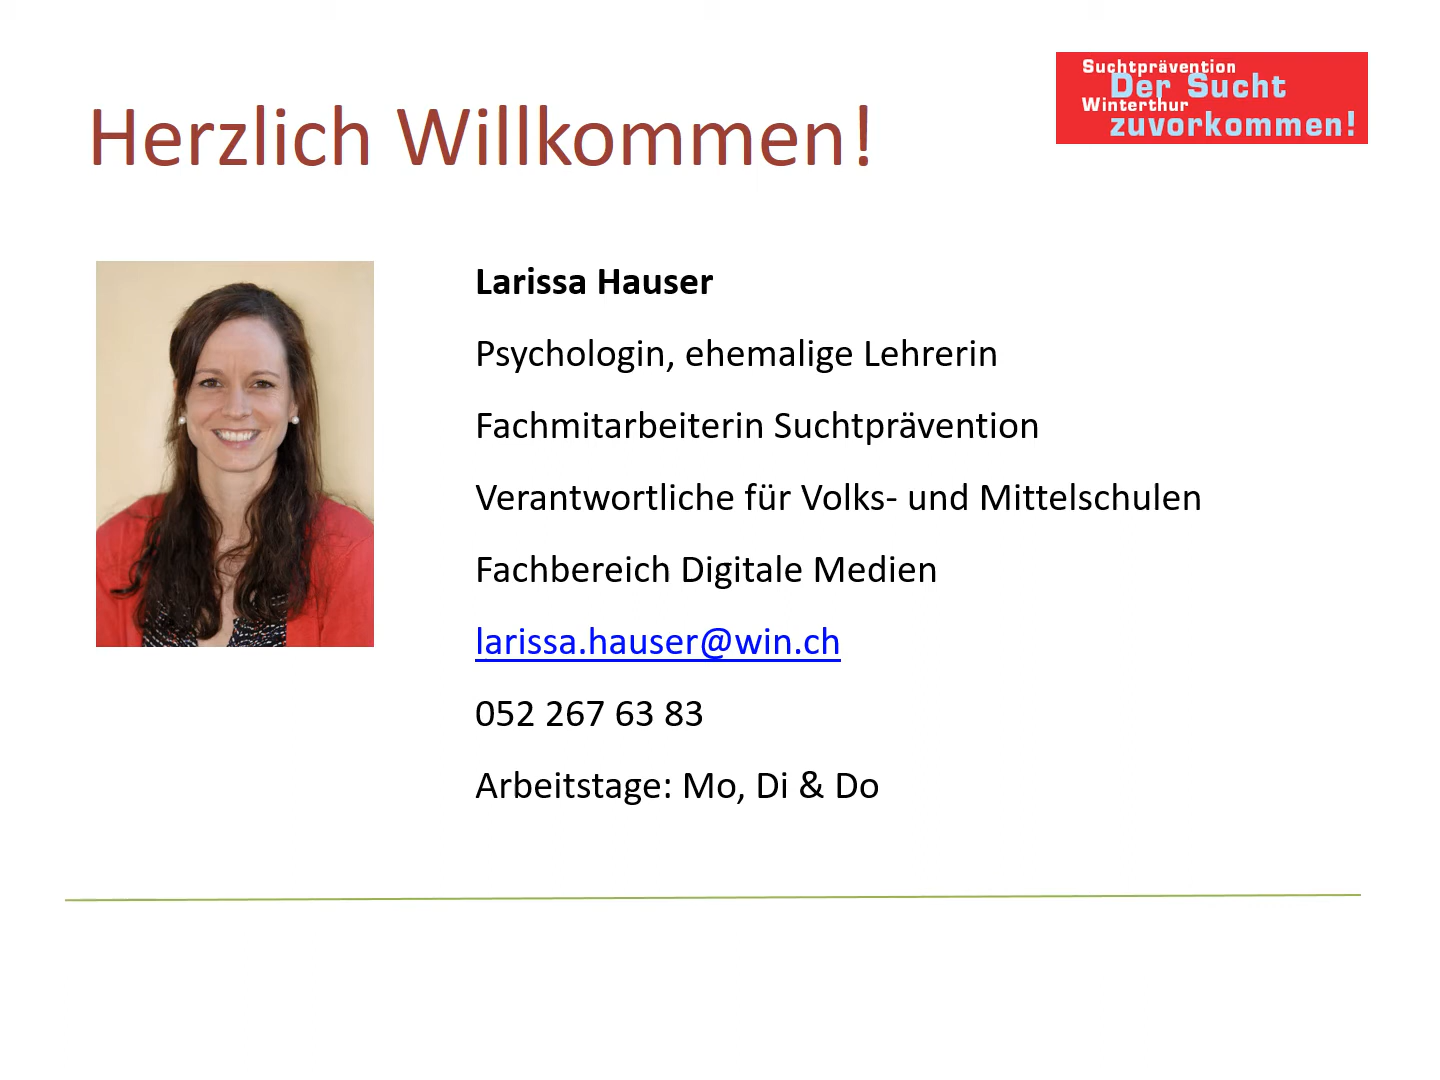 Suchtprävention
Der Sucht
Winterthur
zuvorkommen!
Herzlich Willkommen!
Larissa Hauser
Psychologin, ehemalige Lehrerin
Fachmitarbeiterin Suchtprävention
Verantwortliche für Volks- und Mittelschulen
Fachbereich Digitale Medien
larissa.hauser@win.ch
052 267 63 83
Arbeitstage: Mo, Di & Do